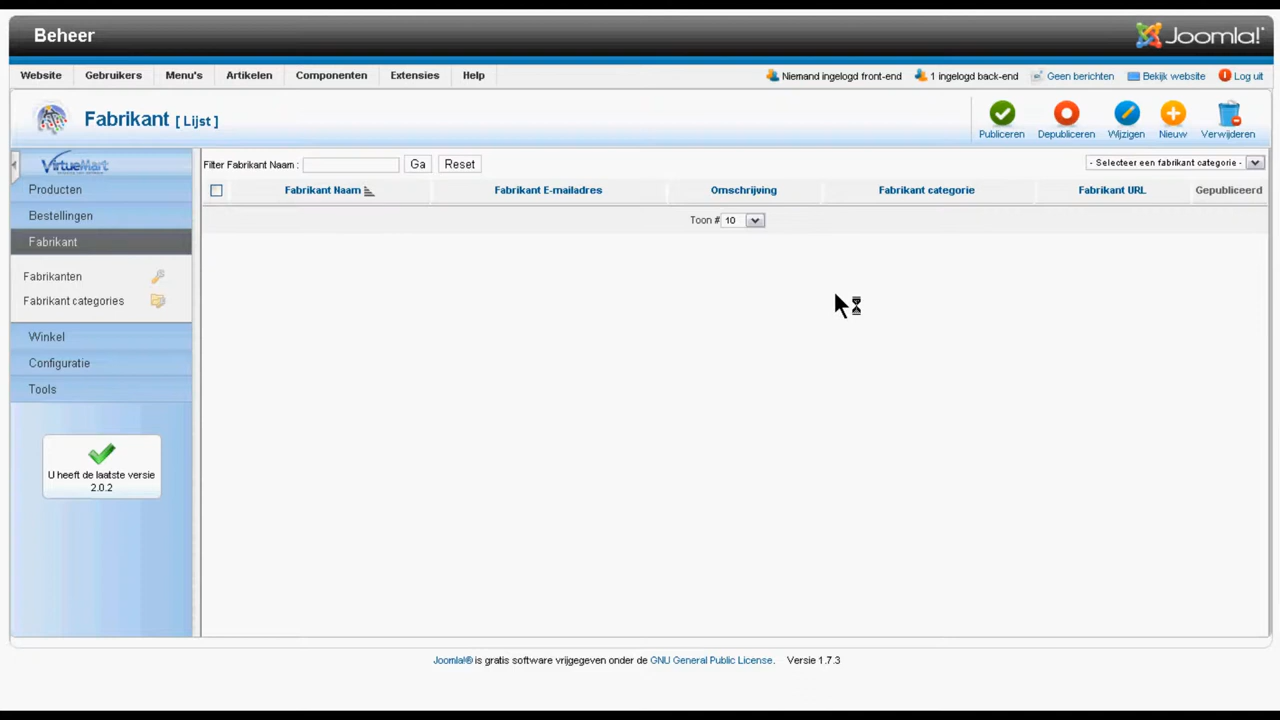 Beheer
Joomla!
Website Gebruikers Menu's Artikelen Componenten Extensies Help Niemand ingelogd front-end 1 ingelogd back-end Geen berichten Bekijk website Log uit
Fabrikant [ Lijst ]
Publiceren Depubliceren Wijzigen Nieuw Verwijderen
VirtueMart
Filter Fabrikant Naam : Ga Reset - Selecteer een fabrikant categorie -
Producten
Fabrikant Naam Fabrikant E-mailadres Omschrijving Fabrikant categorie Fabrikant URL Gepubliceerd
Bestellingen
Toon # 10
Fabrikant
Fabrikanten
Fabrikant categories
Winkel
Configuratie
Tools
U heeft de laatste versie
2.0.2
Joomla!® is gratis software vrijgegeven onder de GNU General Public License. Versie 1.7.3